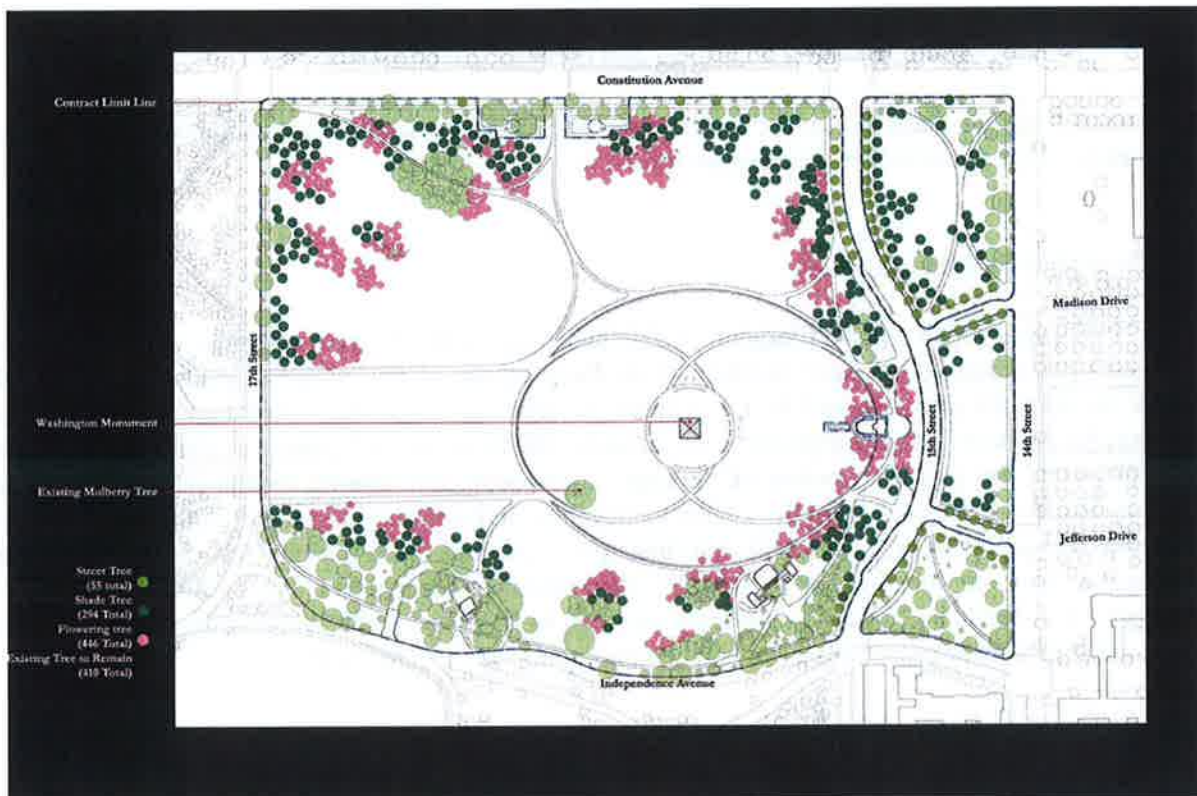 Constitution Avenue
Contract Limit Line
Madison Drive
17th Street
Washington Monument
15th Street
14th Street
Existing Mulberry Tree
Jefferson Drive
Street Tree
(55 total)
Shade Tree
(294 Total)
Flowering tree
(446 Total)
Existing Tree to Remain
(410 Total)
Independence Avenue